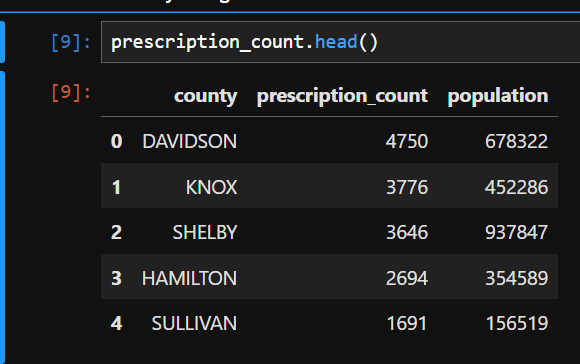 [9]: prescription_count.head()
[9]:
county prescription_count population
0 DAVIDSON 4750 678322
1 KNOX 3776 452286
2 SHELBY 3646 937847
3 HAMILTON 2694 354589
4 SULLIVAN 1691 156519